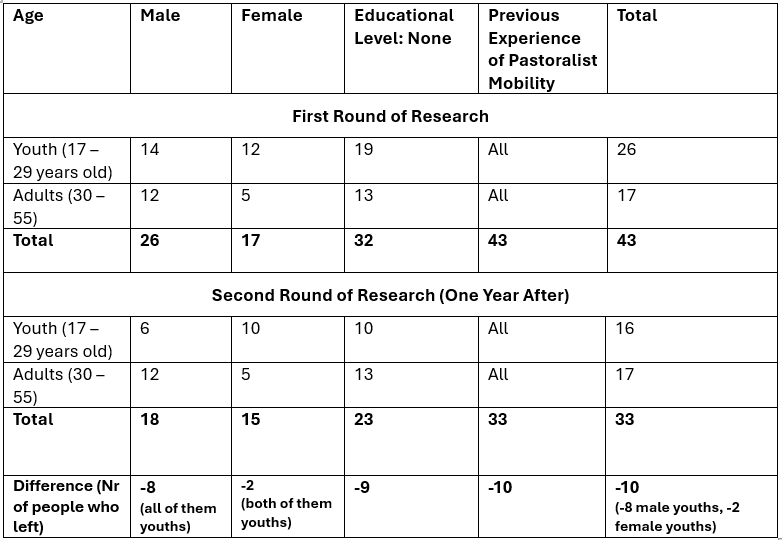 Age Male Female Educational Level: None Previous Experience of Pastoralist Mobility Total
First Round of Research
Youth (17 – 29 years old) 14 12 19 All 26
Adults (30 – 55) 12 5 13 All 17
Total 26 17 32 43 43
Second Round of Research (One Year After)
Youth (17 – 29 years old) 6 10 10 All 16
Adults (30 – 55) 12 5 13 All 17
Total 18 15 23 33 33
Difference (Nr of people who left) -8 (all of them youths) -2 (both of them youths) -9 -10 -10 (-8 male youths, -2 female youths)